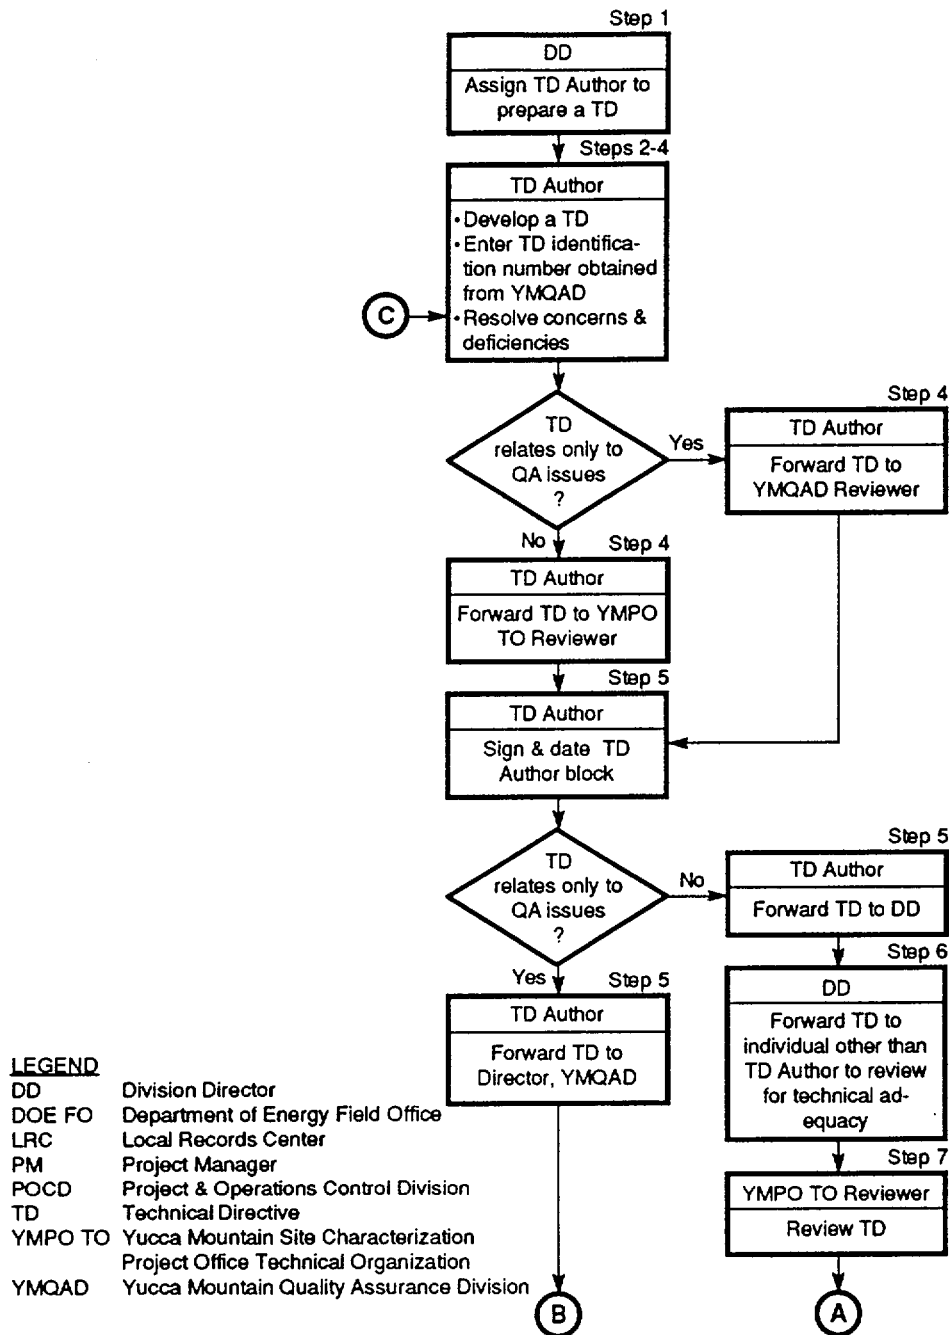 Step 1
DD
Assign TD Author to
prepare a TD
Steps 2-4
TD Author
• Develop a TD
• Enter TD identifica-
tion number obtained
from YMQAD
• Resolve concerns &
deficiencies
C
TD
relates only to
QA issues
?
Yes
Step 4
TD Author
Forward TD to
YMQAD Reviewer
No
Step 4
TD Author
Forward TD to YMPO
TO Reviewer
Step 5
TD Author
Sign & date TD
Author block
TD
relates only to
QA issues
?
No
Step 5
TD Author
Forward TD to DD
Step 6
DD
Forward TD to
individual other than
TD Author to review
for technical ad-
equacy
Step 7
YMPO TO Reviewer
Review TD
A
Yes
Step 5
TD Author
Forward TD to
Director, YMQAD
B
LEGEND
DD Division Director
DOE FO Department of Energy Field Office
LRC Local Records Center
PM Project Manager
POCD Project & Operations Control Division
TD Technical Directive
YMPO TO Yucca Mountain Site Characterization
Project Office Technical Organization
YMQAD Yucca Mountain Quality Assurance Division